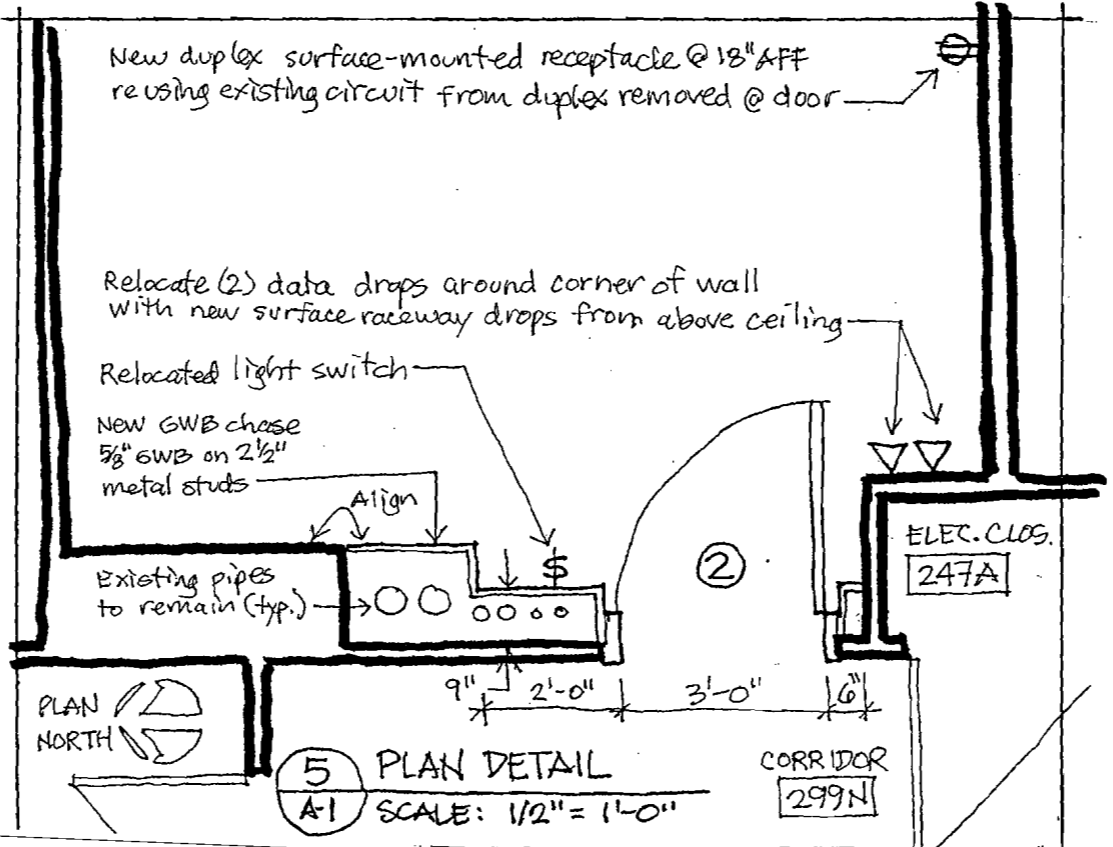 New duplex surface-mounted receptacle @ 18" AFF
reusing existing circuit from duplex removed @ door
Relocate (2) data drops around corner of wall
with new surface raceway drops from above ceiling
Relocated light switch
New GWB chase
5/8" GWB on 2 1/2"
metal studs
Align
$
Existing pipes
to remain (typ.)
2
ELEC. CLOS.
247A
9"
2'-0"
3'-0"
6"
PLAN
NORTH
5
A-1
PLAN DETAIL
SCALE: 1/2" = 1'-0"
CORRIDOR
299N